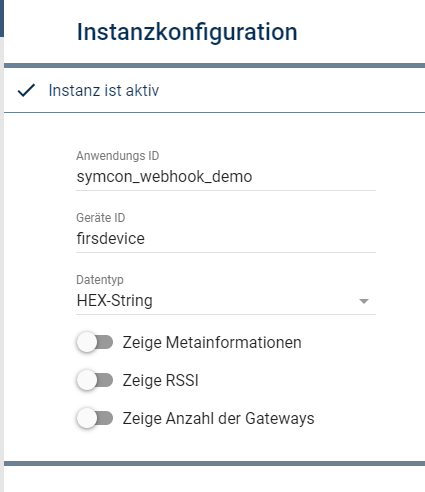 Instanzkonfiguration
Instanz ist aktiv
Anwendungs ID
symcon_webhook_demo
Geräte ID
firsdevice
Datentyp
HEX-String
Zeige Metainformationen
Zeige RSSI
Zeige Anzahl der Gateways